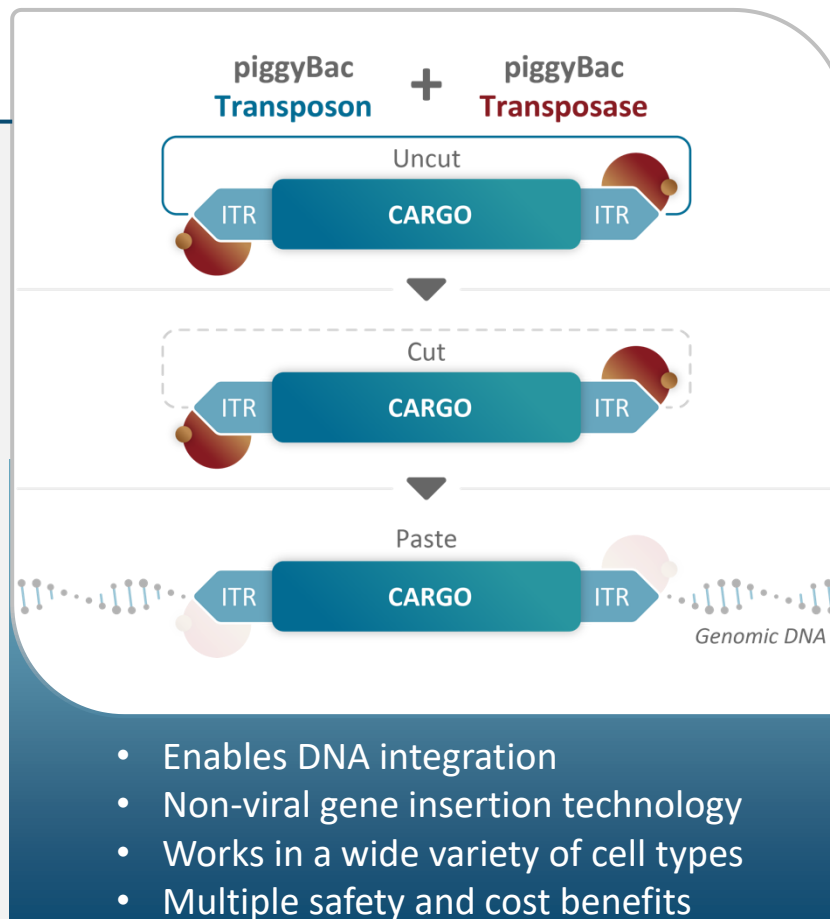 piggyBac + piggyBac
Transposon Transposase
Uncut
ITR CARGO ITR
Cut
ITR CARGO ITR
Paste
ITR CARGO ITR
Genomic DNA
• Enables DNA integration
• Non-viral gene insertion technology
• Works in a wide variety of cell types
• Multiple safety and cost benefits